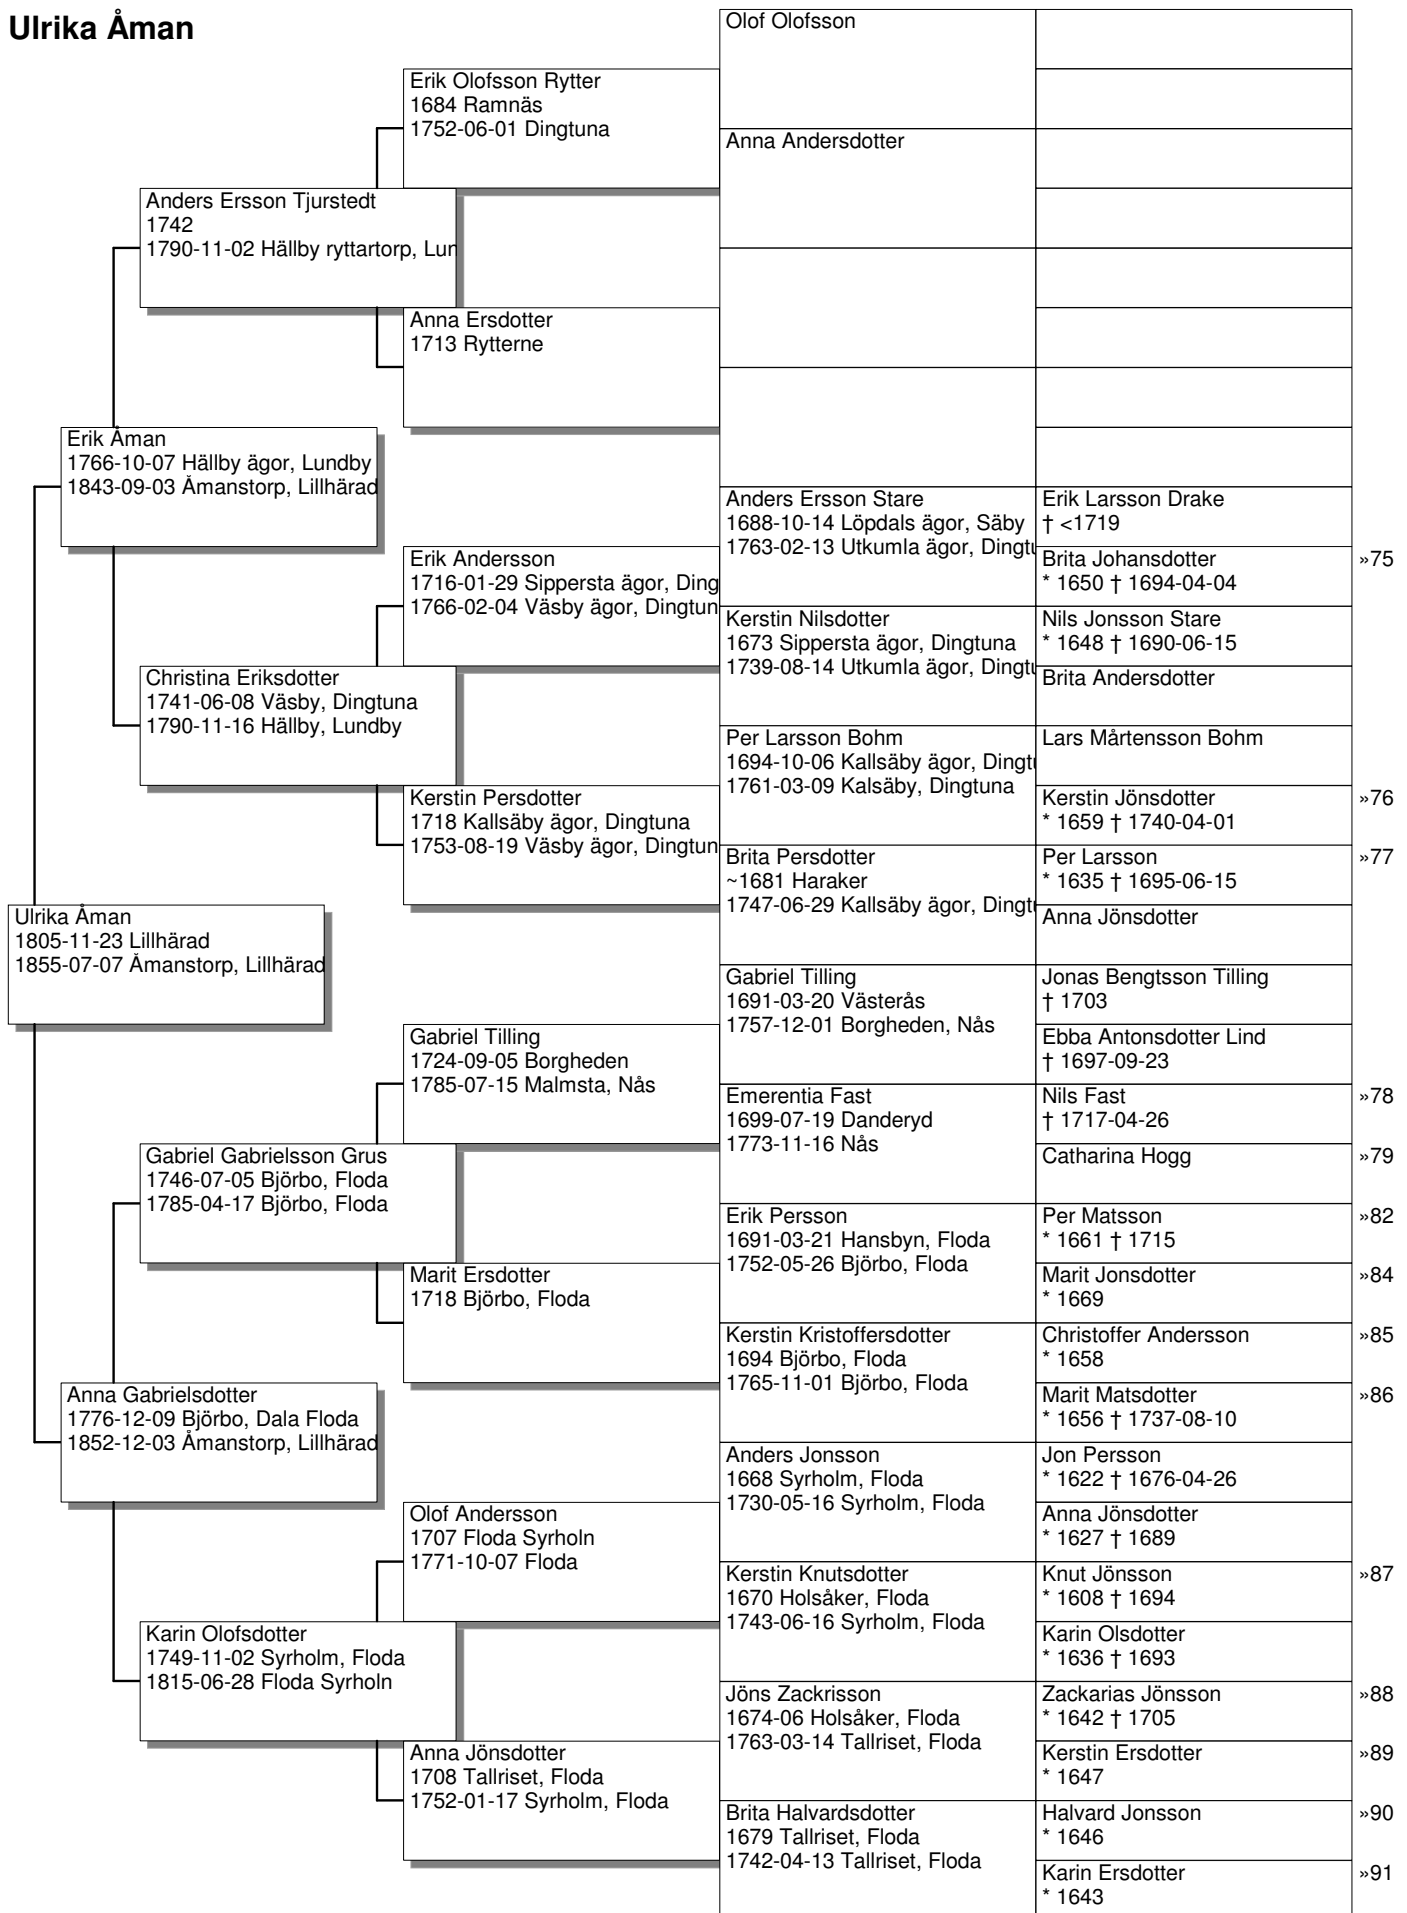 Ulrika Åman
Olof Olofsson
Erik Olofsson Rytter
1684 Ramnäs
1752-06-01 Dingtuna
Anna Andersdotter
Anders Ersson Tjurstedt
1742
1790-11-02 Hällby ryttartorp, Lun
Anna Ersdotter
1713 Rytterne
Erik Åman
1766-10-07 Hällby ägor, Lundby
1843-09-03 Åmanstorp, Lillhärad
Anders Ersson Stare
1688-10-14 Löpdals ägor, Säby
1763-02-13 Utkumla ägor, Dingtu
Erik Larsson Drake
† <1719
Brita Johansdotter
* 1650 † 1694-04-04
»75
Erik Andersson
1716-01-29 Sippersta ägor, Ding
1766-02-04 Väsby ägor, Dingtun
Kerstin Nilsdotter
1673 Sippersta ägor, Dingtuna
1739-08-14 Utkumla ägor, Dingtu
Nils Jonsson Stare
* 1648 † 1690-06-15
Brita Andersdotter
Christina Eriksdotter
1741-06-08 Väsby, Dingtuna
1790-11-16 Hällby, Lundby
Per Larsson Bohm
1694-10-06 Kallsäby ägor, Dingtu
1761-03-09 Kalsäby, Dingtuna
Lars Mårtensson Bohm
Kerstin Jönsdotter
* 1659 † 1740-04-01
»76
Kerstin Persdotter
1718 Kallsäby ägor, Dingtuna
1753-08-19 Väsby ägor, Dingtun
Brita Persdotter
~1681 Haraker
1747-06-29 Kallsäby ägor, Dingtu
Per Larsson
* 1635 † 1695-06-15
»77
Anna Jönsdotter
Ulrika Åman
1805-11-23 Lillhärad
1855-07-07 Åmanstorp, Lillhärad
Gabriel Tilling
1691-03-20 Västerås
1757-12-01 Borgheden, Nås
Jonas Bengtsson Tilling
† 1703
Ebba Antonsdotter Lind
† 1697-09-23
Gabriel Tilling
1724-09-05 Borgheden
1785-07-15 Malmsta, Nås
Emerentia Fast
1699-07-19 Danderyd
1773-11-16 Nås
Nils Fast
† 1717-04-26
»78
Catharina Hogg
»79
Gabriel Gabrielsson Grus
1746-07-05 Björbo, Floda
1785-04-17 Björbo, Floda
Erik Persson
1691-03-21 Hansbyn, Floda
1752-05-26 Björbo, Floda
Per Matsson
* 1661 † 1715
»82
Marit Jonsdotter
* 1669
»84
Marit Ersdotter
1718 Björbo, Floda
Kerstin Kristoffersdotter
1694 Björbo, Floda
1765-11-01 Björbo, Floda
Christoffer Andersson
* 1658
»85
Marit Matsdotter
* 1656 † 1737-08-10
»86
Anna Gabrielsdotter
1776-12-09 Björbo, Dala Floda
1852-12-03 Åmanstorp, Lillhärad
Anders Jonsson
1668 Syrholm, Floda
1730-05-16 Syrholm, Floda
Jon Persson
* 1622 † 1676-04-26
Anna Jönsdotter
* 1627 † 1689
Olof Andersson
1707 Floda Syrholn
1771-10-07 Floda
Kerstin Knutsdotter
1670 Holsåker, Floda
1743-06-16 Syrholm, Floda
Knut Jönsson
* 1608 † 1694
»87
Karin Olsdotter
* 1636 † 1693
Karin Olofsdotter
1749-11-02 Syrholm, Floda
1815-06-28 Floda Syrholn
Jöns Zackrisson
1674-06 Holsåker, Floda
1763-03-14 Tallriset, Floda
Zackarias Jönsson
* 1642 † 1705
»88
Kerstin Ersdotter
* 1647
»89
Anna Jönsdotter
1708 Tallriset, Floda
1752-01-17 Syrholm, Floda
Brita Halvardsdotter
1679 Tallriset, Floda
1742-04-13 Tallriset, Floda
Halvard Jonsson
* 1646
»90
Karin Ersdotter
* 1643
»91